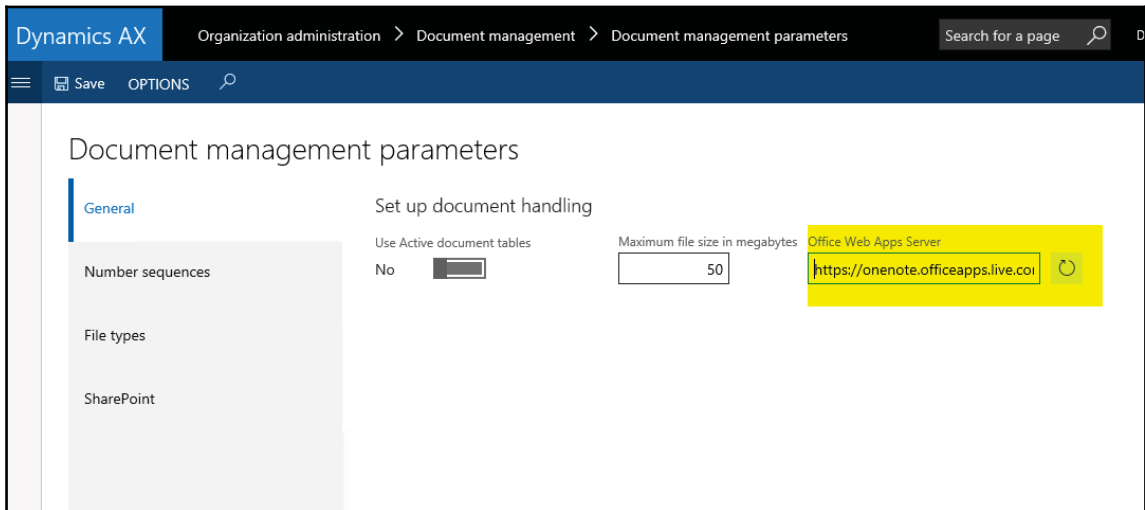 Dynamics AX Organization administration > Document management > Document management parameters Search for a page D
Save OPTIONS
Document management parameters
General
Set up document handling
Use Active document tables Maximum file size in megabytes Office Web Apps Server
No 50 https://onenote.officeapps.live.co
Number sequences
File types
SharePoint